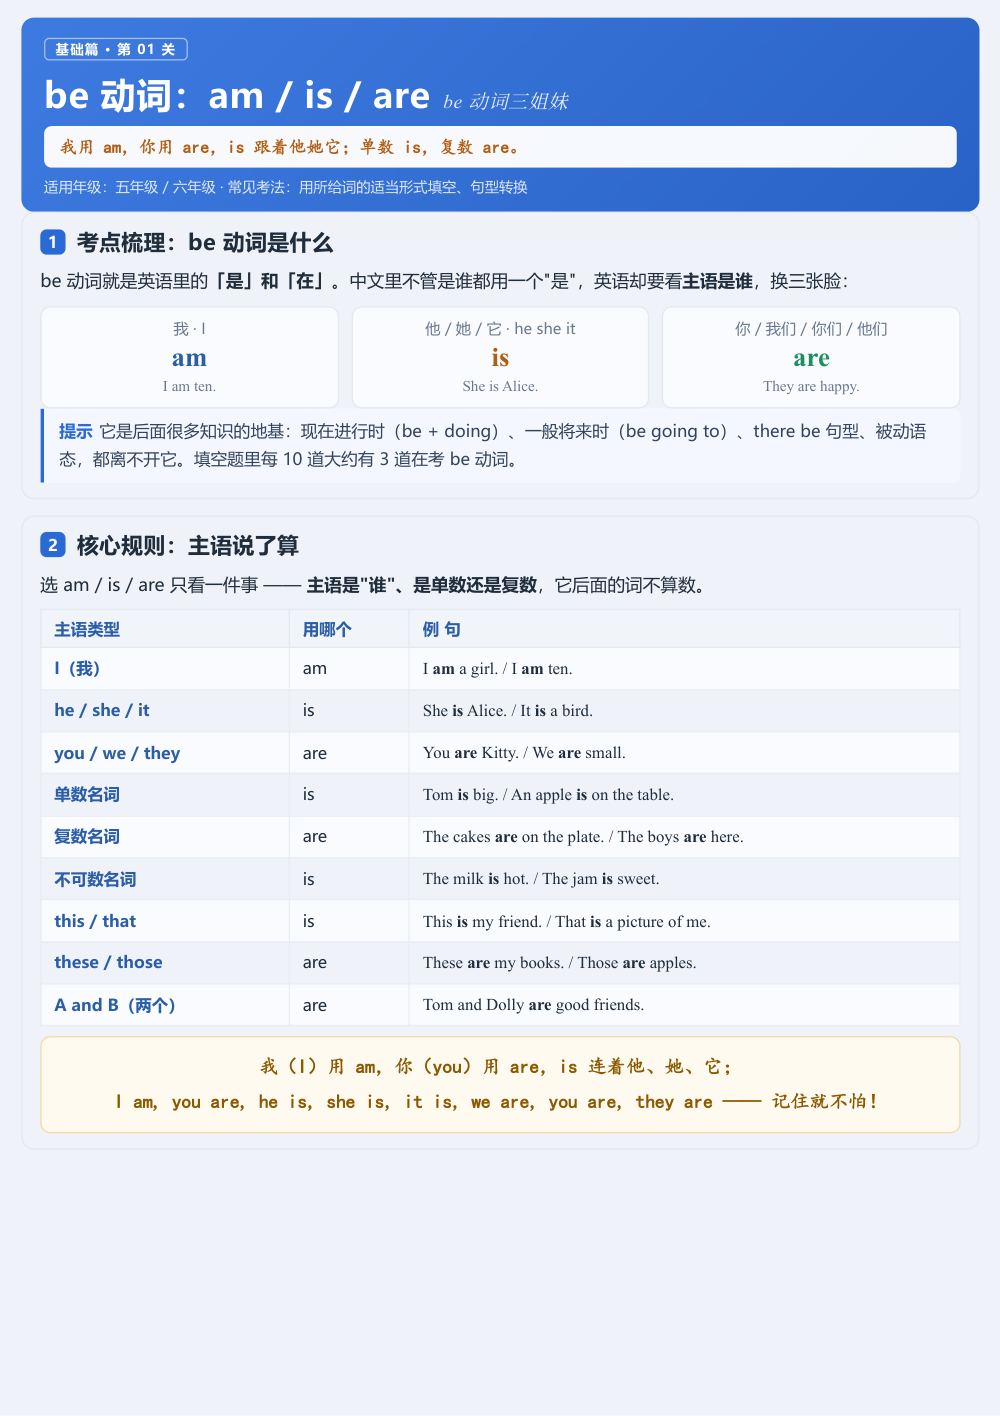 基础篇 · 第 01 关
be 动词：am / is / are be 动词三姐妹
我用 am, 你用 are, is 跟着他她它；单数 is, 复数 are。
适用年级：五年级 / 六年级 · 常见考法：用所给词的适当形式填空、句型转换
1 考点梳理：be 动词是什么
be 动词就是英语里的「是」和「在」。中文里不管是谁都用一个"是"，英语却要看主语是谁，换三张脸：
我 · I
am
I am ten.
他 / 她 / 它 · he she it
is
She is Alice.
你 / 我们 / 你们 / 他们
are
They are happy.
提示 它是后面很多知识的地基：现在进行时（be + doing）、一般将来时（be going to）、there be 句型、被动语
态，都离不开它。填空题里每 10 道大约有 3 道在考 be 动词。
2 核心规则：主语说了算
选 am / is / are 只看一件事 —— 主语是"谁"、是单数还是复数，它后面的词不算数。
主语类型 用哪个 例 句
I（我） am I am a girl. / I am ten.
he / she / it is She is Alice. / It is a bird.
you / we / they are You are Kitty. / We are small.
单数名词 is Tom is big. / An apple is on the table.
复数名词 are The cakes are on the plate. / The boys are here.
不可数名词 is The milk is hot. / The jam is sweet.
this / that is This is my friend. / That is a picture of me.
these / those are These are my books. / Those are apples.
A and B（两个） are Tom and Dolly are good friends.
我（I）用 am, 你（you）用 are, is 连着他、她、它；
I am, you are, he is, she is, it is, we are, you are, they are —— 记住就不怕！